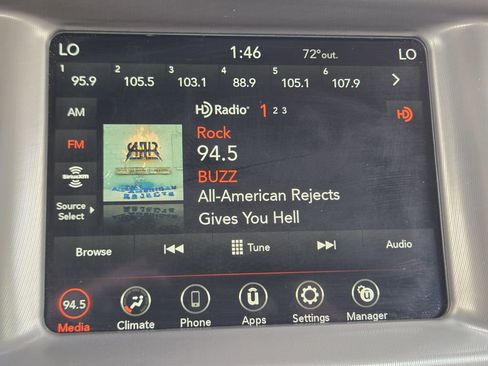 LO 1:46 72°out. LO
1 95.9 2 105.5 3 103.1 4 88.9 5 105.1 6 107.9
AM HD Radio 1 2 3 HD
Rock
FM 94.5
BUZZ
SiriusXM
All-American Rejects
Source
Select
Gives You Hell
Browse Tune Audio
94.5 u u
Media Climate Phone Apps Settings Manager